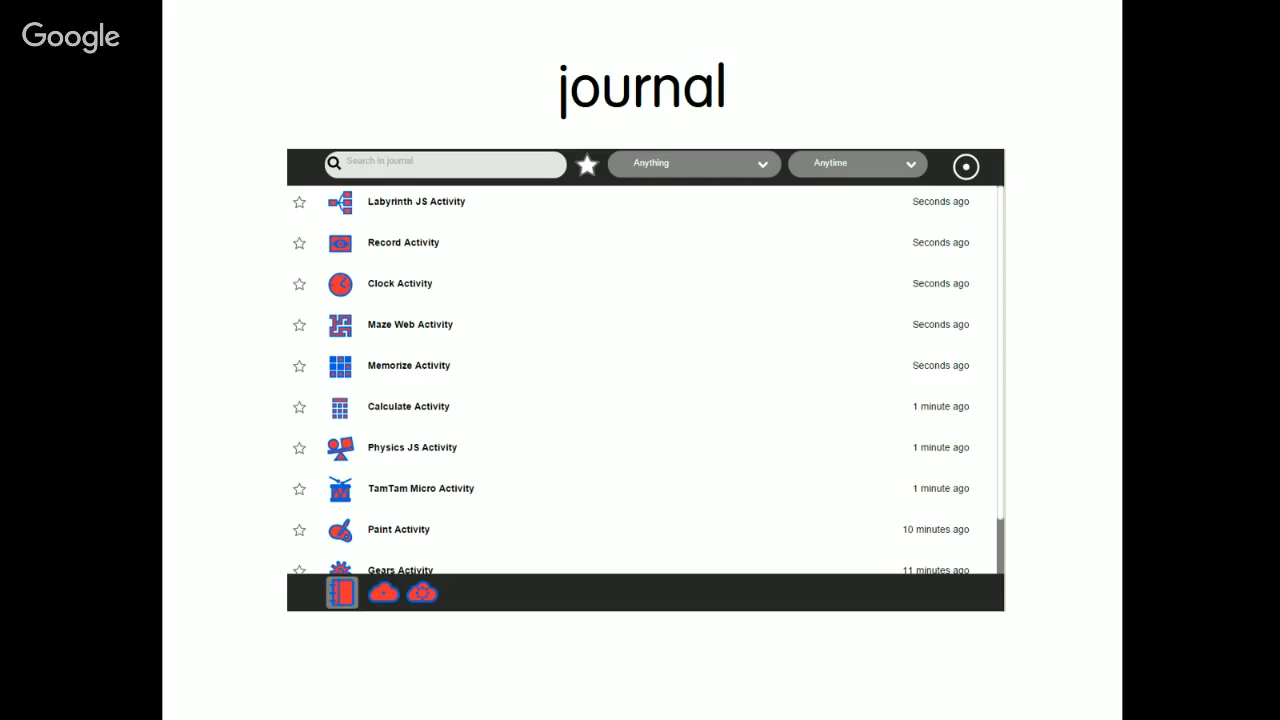 Google
journal
Search in journal
Anything
Anytime
Labyrinth JS Activity Seconds ago
Record Activity Seconds ago
Clock Activity Seconds ago
Maze Web Activity Seconds ago
Memorize Activity Seconds ago
Calculate Activity 1 minute ago
Physics JS Activity 1 minute ago
TamTam Micro Activity 1 minute ago
Paint Activity 10 minutes ago
Gears Activity 11 minutes ago